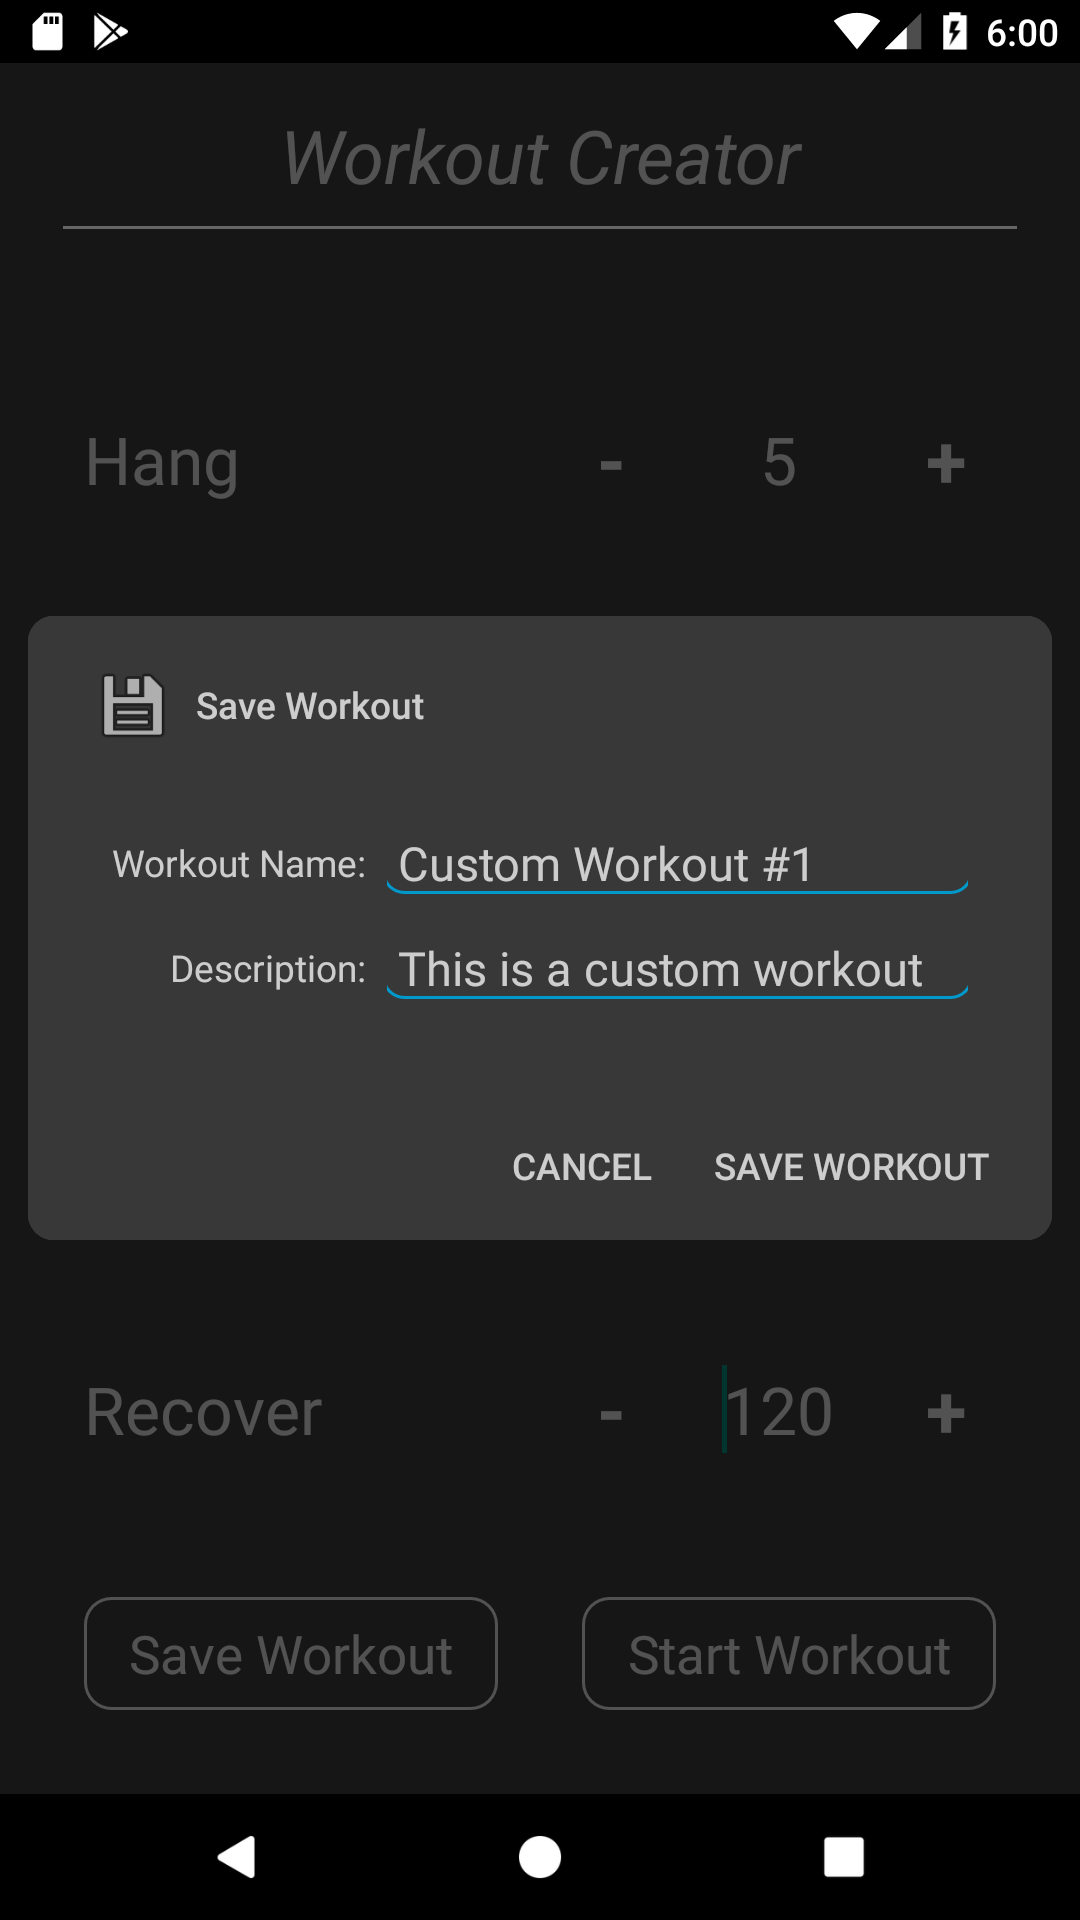 6:00
Workout Creator
Hang - 5 +
Save Workout
Workout Name: Custom Workout #1
Description: This is a custom workout
CANCEL SAVE WORKOUT
Recover - 120 +
Save Workout Start Workout